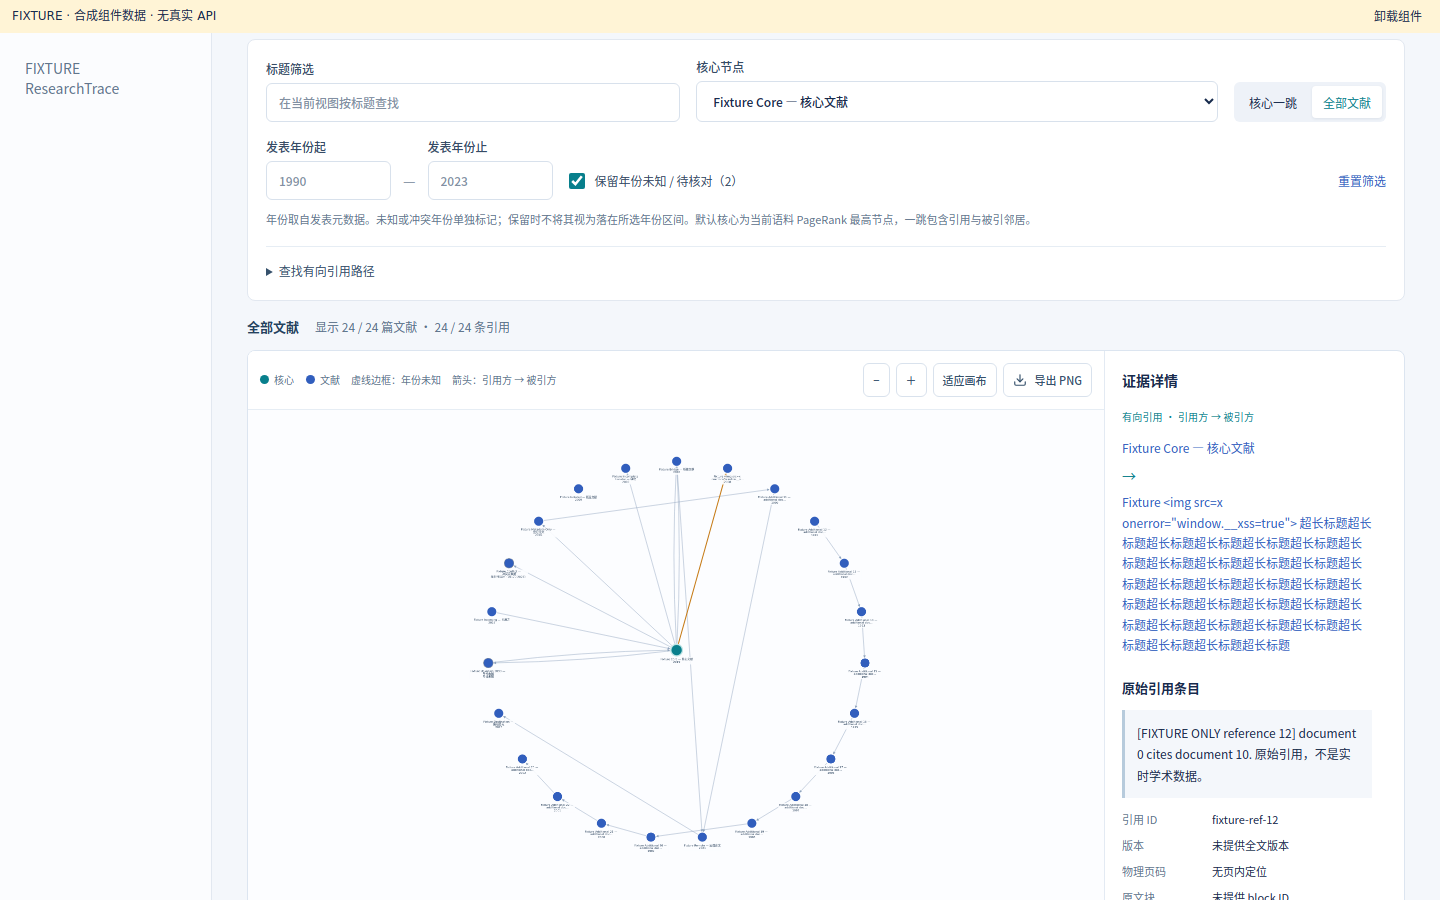 FIXTURE · 合成组件数据 · 无真实 API
卸载组件
FIXTURE
ResearchTrace
标题筛选
在当前视图按标题查找
核心节点
Fixture Core — 核心文献
核心一跳
全部文献
发表年份起
1990
—
发表年份止
2023
保留年份未知 / 待核对（2）
重置筛选
年份取自发表元数据。未知或冲突年份单独标记；保留时不将其视为落在所选年份区间。默认核心为当前语料 PageRank 最高节点，一跳包含引用与被引邻居。
查找有向引用路径
全部文献 显示 24 / 24 篇文献 · 24 / 24 条引用
核心 文献 虚线边框：年份未知 箭头：引用方 → 被引方
− + 适应画布 导出 PNG
证据详情
有向引用 · 引用方 → 被引方
Fixture Core — 核心文献
→
Fixture <img src=x
onerror="window.__xss=true"> 超长标题超长
标题超长标题超长标题超长标题超长标题超长
标题超长标题超长标题超长标题超长标题超长
标题超长标题超长标题超长标题超长标题超长
标题超长标题超长标题超长标题超长标题超长
标题超长标题超长标题超长标题超长标题超长
标题超长标题超长标题超长标题
原始引用条目
[FIXTURE ONLY reference 12] document
0 cites document 10. 原始引用，不是实
时学术数据。
引用 ID fixture-ref-12
版本 未提供全文版本
物理页码 无页内定位
原文块 未提供 block ID